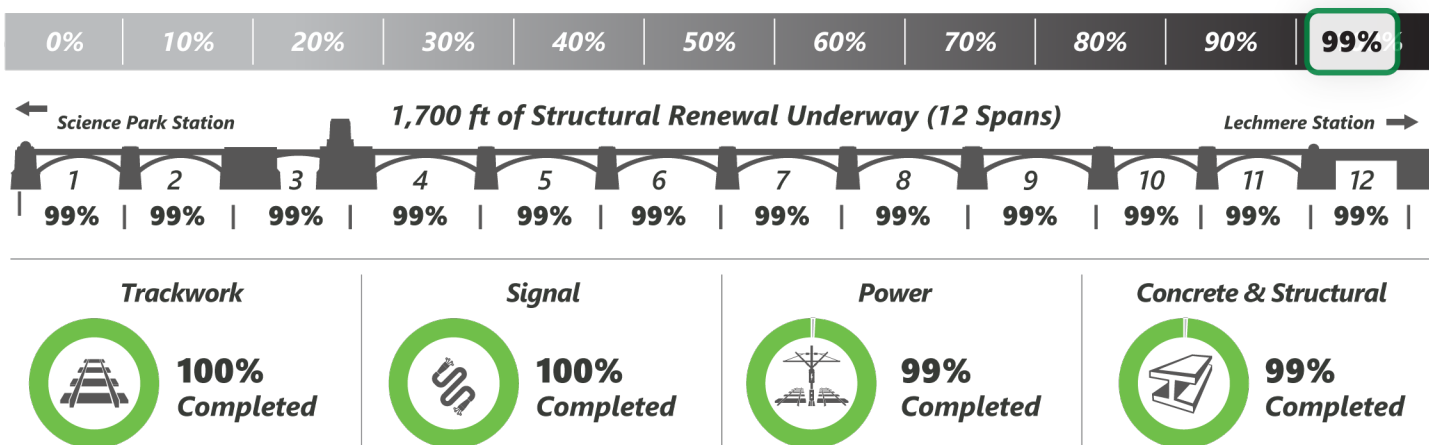 0% 10% 20% 30% 40% 50% 60% 70% 80% 90% 99%
1,700 ft of Structural Renewal Underway (12 Spans)
Science Park Station
Lechmere Station
1 2 3 4 5 6 7 8 9 10 11 12
99% 99% 99% 99% 99% 99% 99% 99% 99% 99% 99% 99%
Trackwork Signal Power Concrete & Structural
100% 100% 99% 99%
Completed Completed Completed Completed